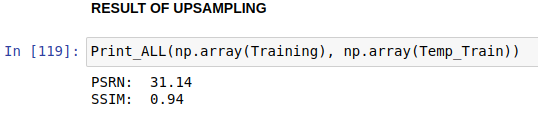 RESULT OF UPSAMPLING
In [119]: Print_ALL(np.array(Training), np.array(Temp_Train))
PSRN: 31.14
SSIM: 0.94